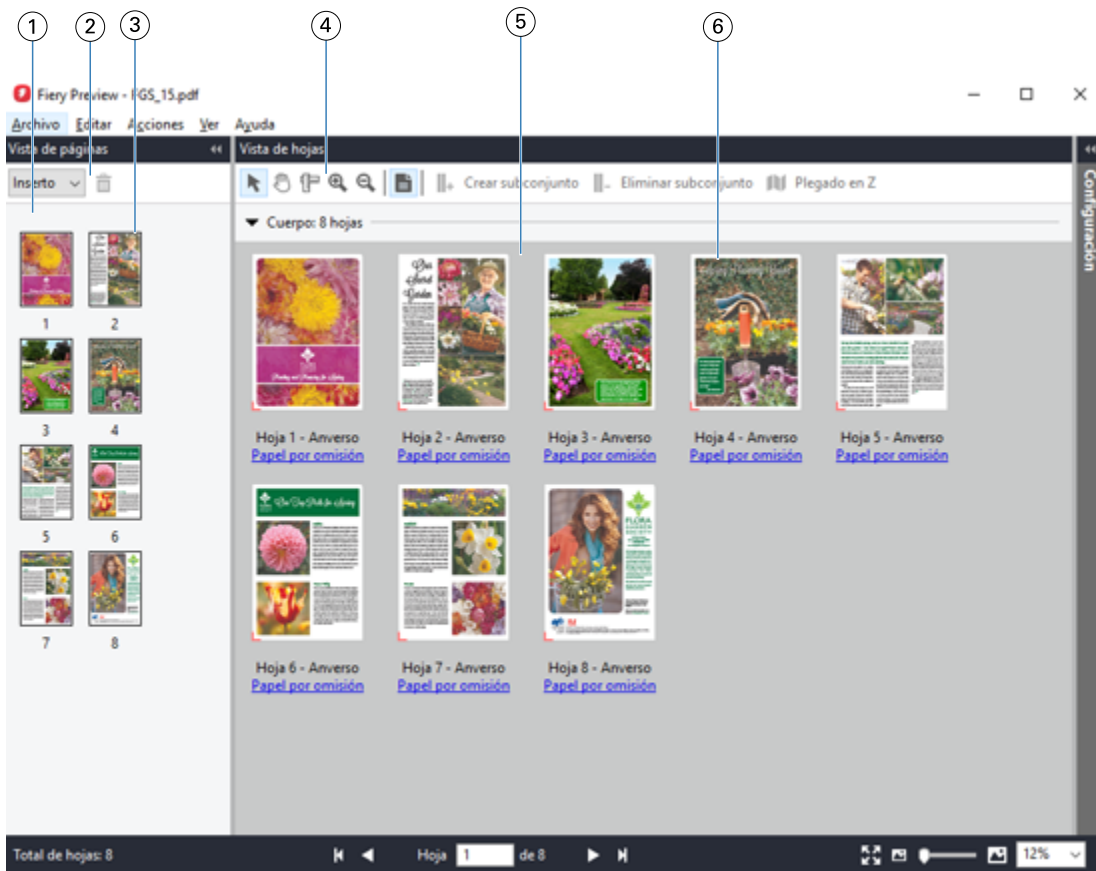 1 2 3 4 5 6
Fiery Preview - FGS_15.pdf
Archivo Editar Acciones Ver Ayuda
Vista de páginas
Vista de hojas
Inserto
Crear subconjunto Eliminar subconjunto Plegado en Z
Configuración
Cuerpo: 8 hojas
1 2
3 4
5 6
7 8
Hoja 1 - Anverso Hoja 2 - Anverso Hoja 3 - Anverso Hoja 4 - Anverso Hoja 5 - Anverso
Papel por omisión Papel por omisión Papel por omisión Papel por omisión Papel por omisión
FLORA
GARDEN
SOCIETY
Hoja 6 - Anverso Hoja 7 - Anverso Hoja 8 - Anverso
Papel por omisión Papel por omisión Papel por omisión
Total de hojas: 8 Hoja 1 de 8 12%